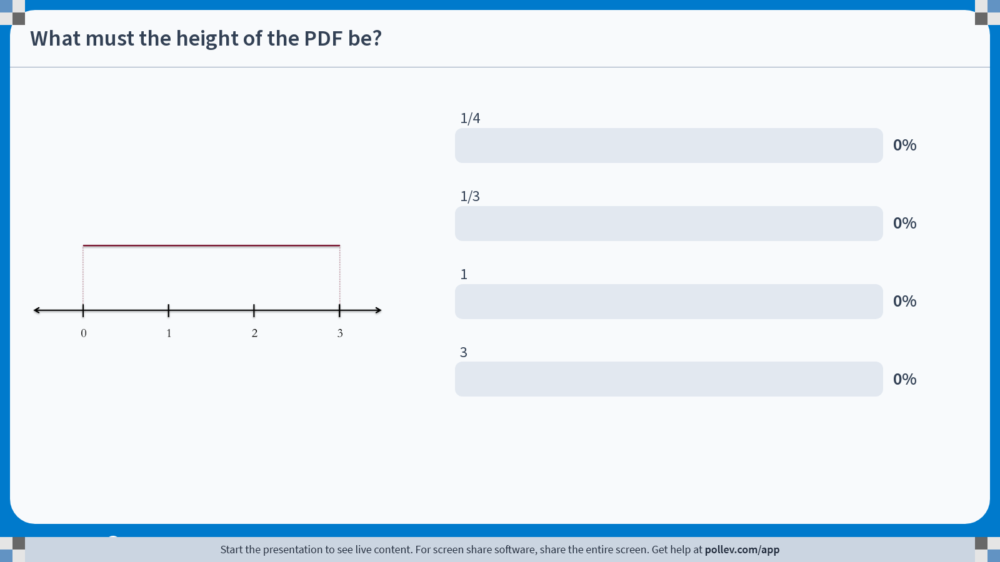 What must the height of the PDF be?
1/4
0%
1/3
0%
1
0%
3
0%
0 1 2 3
Start the presentation to see live content. For screen share software, share the entire screen. Get help at pollev.com/app